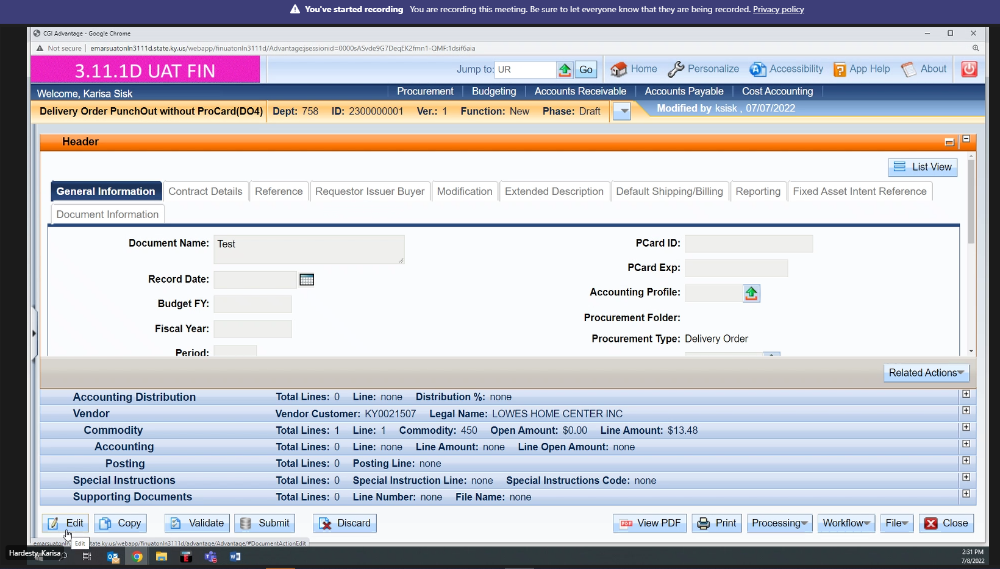 You've started recording You are recording this meeting. Be sure to let everyone know that they are being recorded. Privacy policy
CGI Advantage - Google Chrome
Not secure emarsuatonln3111d.state.ky.us/webapp/finuatonln3111d/Advantage;jsessionid=0000sASvde9G7DeqEK2fmn1-QMF:1dsif6aia
3.11.1D UAT FIN
Jump to: UR Go Home Personalize Accessibility App Help About
Welcome, Karisa Sisk
Procurement Budgeting Accounts Receivable Accounts Payable Cost Accounting
Delivery Order PunchOut without ProCard(DO4) Dept: 758 ID: 2300000001 Ver.: 1 Function: New Phase: Draft Modified by ksisk , 07/07/2022
Header
List View
General Information Contract Details Reference Requestor Issuer Buyer Modification Extended Description Default Shipping/Billing Reporting Fixed Asset Intent Reference
Document Information
Document Name: Test
PCard ID:
Record Date:
PCard Exp:
Accounting Profile:
Budget FY:
Procurement Folder:
Fiscal Year:
Procurement Type: Delivery Order
Period:
Related Actions
Accounting Distribution Total Lines: 0 Line: none Distribution %: none
Vendor Vendor Customer: KY0021507 Legal Name: LOWES HOME CENTER INC
Commodity Total Lines: 1 Line: 1 Commodity: 450 Open Amount: $0.00 Line Amount: $13.48
Accounting Total Lines: 0 Line: none Line Amount: none Line Open Amount: none
Posting Total Lines: 0 Posting Line: none
Special Instructions Total Lines: 0 Special Instruction Line: none Special Instructions Code: none
Supporting Documents Total Lines: 0 Line Number: none File Name: none
Edit Copy Validate Submit Discard View PDF Print Processing Workflow File Close
emarsuatonln Edit tate.ky.us/webapp/finuatonln3111d/advantage/Advantage/#DocumentActionEdit
Hardesty, Karisa
2:31 PM
7/8/2022